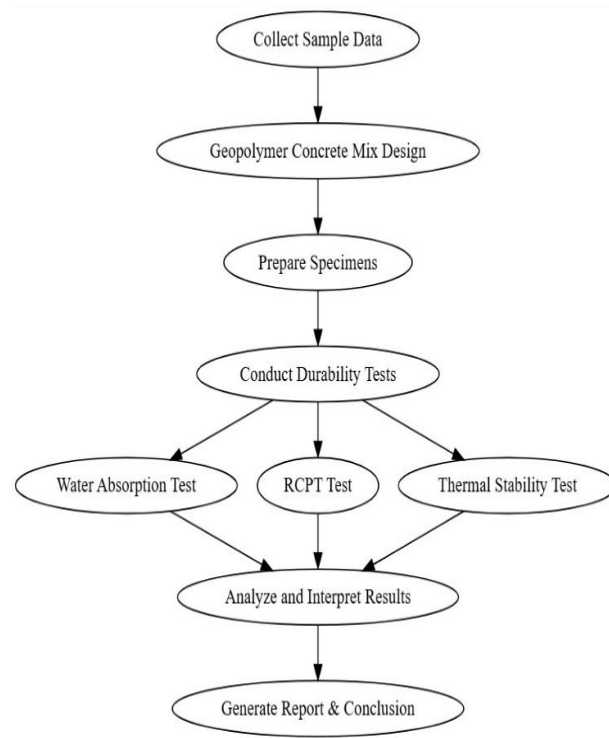 Collect Sample Data
Geopolymer Concrete Mix Design
Prepare Specimens
Conduct Durability Tests
Water Absorption Test
RCPT Test
Thermal Stability Test
Analyze and Interpret Results
Generate Report & Conclusion